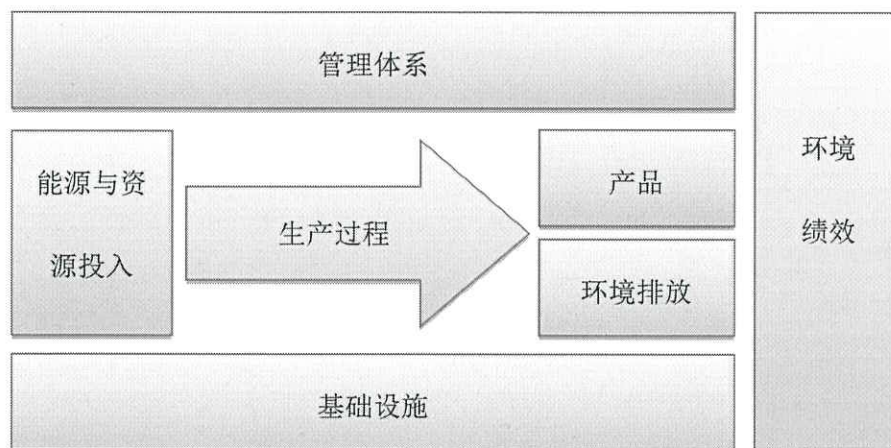 管理体系
能源与资
源投入
生产过程
产品
环境排放
环境
绩效
基础设施